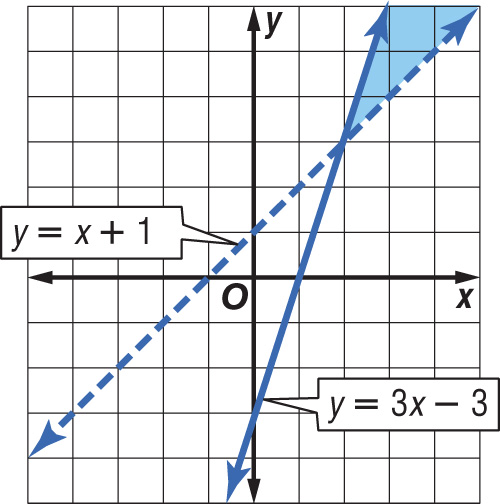 y
y = x + 1
O
x
y = 3x − 3